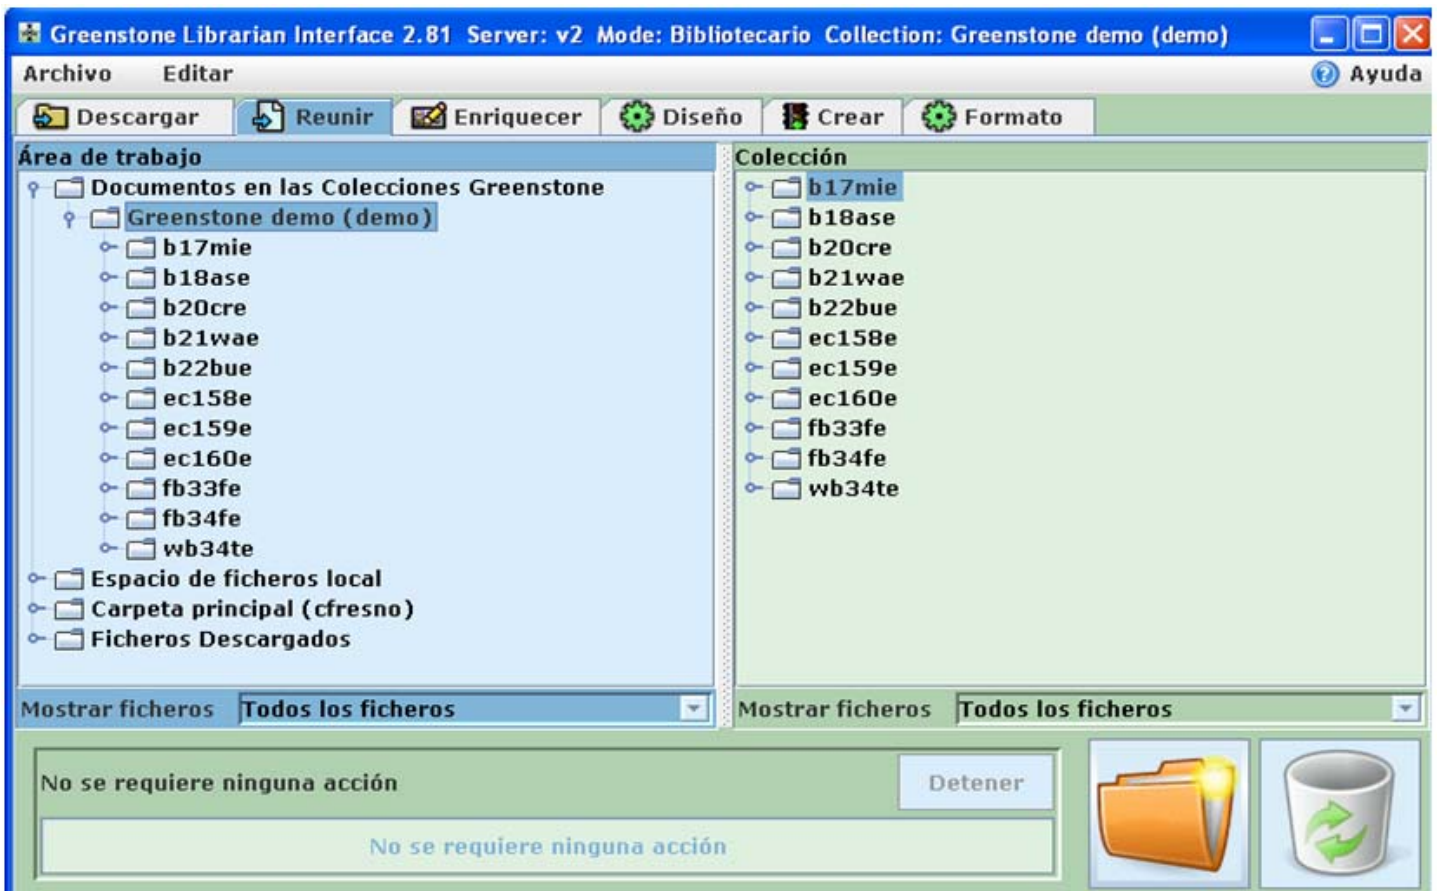 Greenstone Librarian Interface 2.81 Server: v2 Mode: Bibliotecario Collection: Greenstone demo (demo)
Archivo Editar Ayuda
Descargar Reunir Enriquecer Diseño Crear Formato
Área de trabajo
Documentos en las Colecciones Greenstone
Greenstone demo (demo)
b17mie
b18ase
b20cre
b21wae
b22bue
ec158e
ec159e
ec160e
fb33fe
fb34fe
wb34te
Espacio de ficheros local
Carpeta principal (cfresno)
Ficheros Descargados
Mostrar ficheros Todos los ficheros
Colección
b17mie
b18ase
b20cre
b21wae
b22bue
ec158e
ec159e
ec160e
fb33fe
fb34fe
wb34te
Mostrar ficheros Todos los ficheros
No se requiere ninguna acción Detener
No se requiere ninguna acción